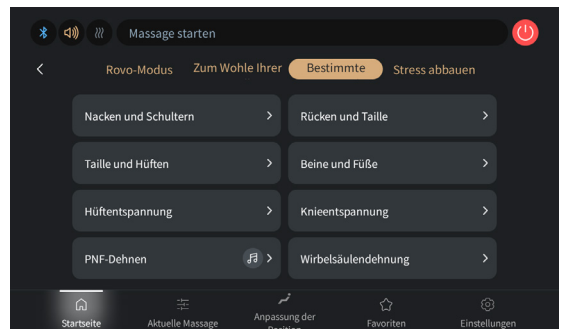 Massage starten
Rovo-Modus Zum Wohle Ihrer Bestimmte Stress abbauen
Nacken und Schultern Rücken und Taille
Taille und Hüften Beine und Füße
Hüftentspannung Knieentspannung
PNF-Dehnen Wirbelsäulendehnung
Startseite Aktuelle Massage Anpassung der Favoriten Einstellungen
Position